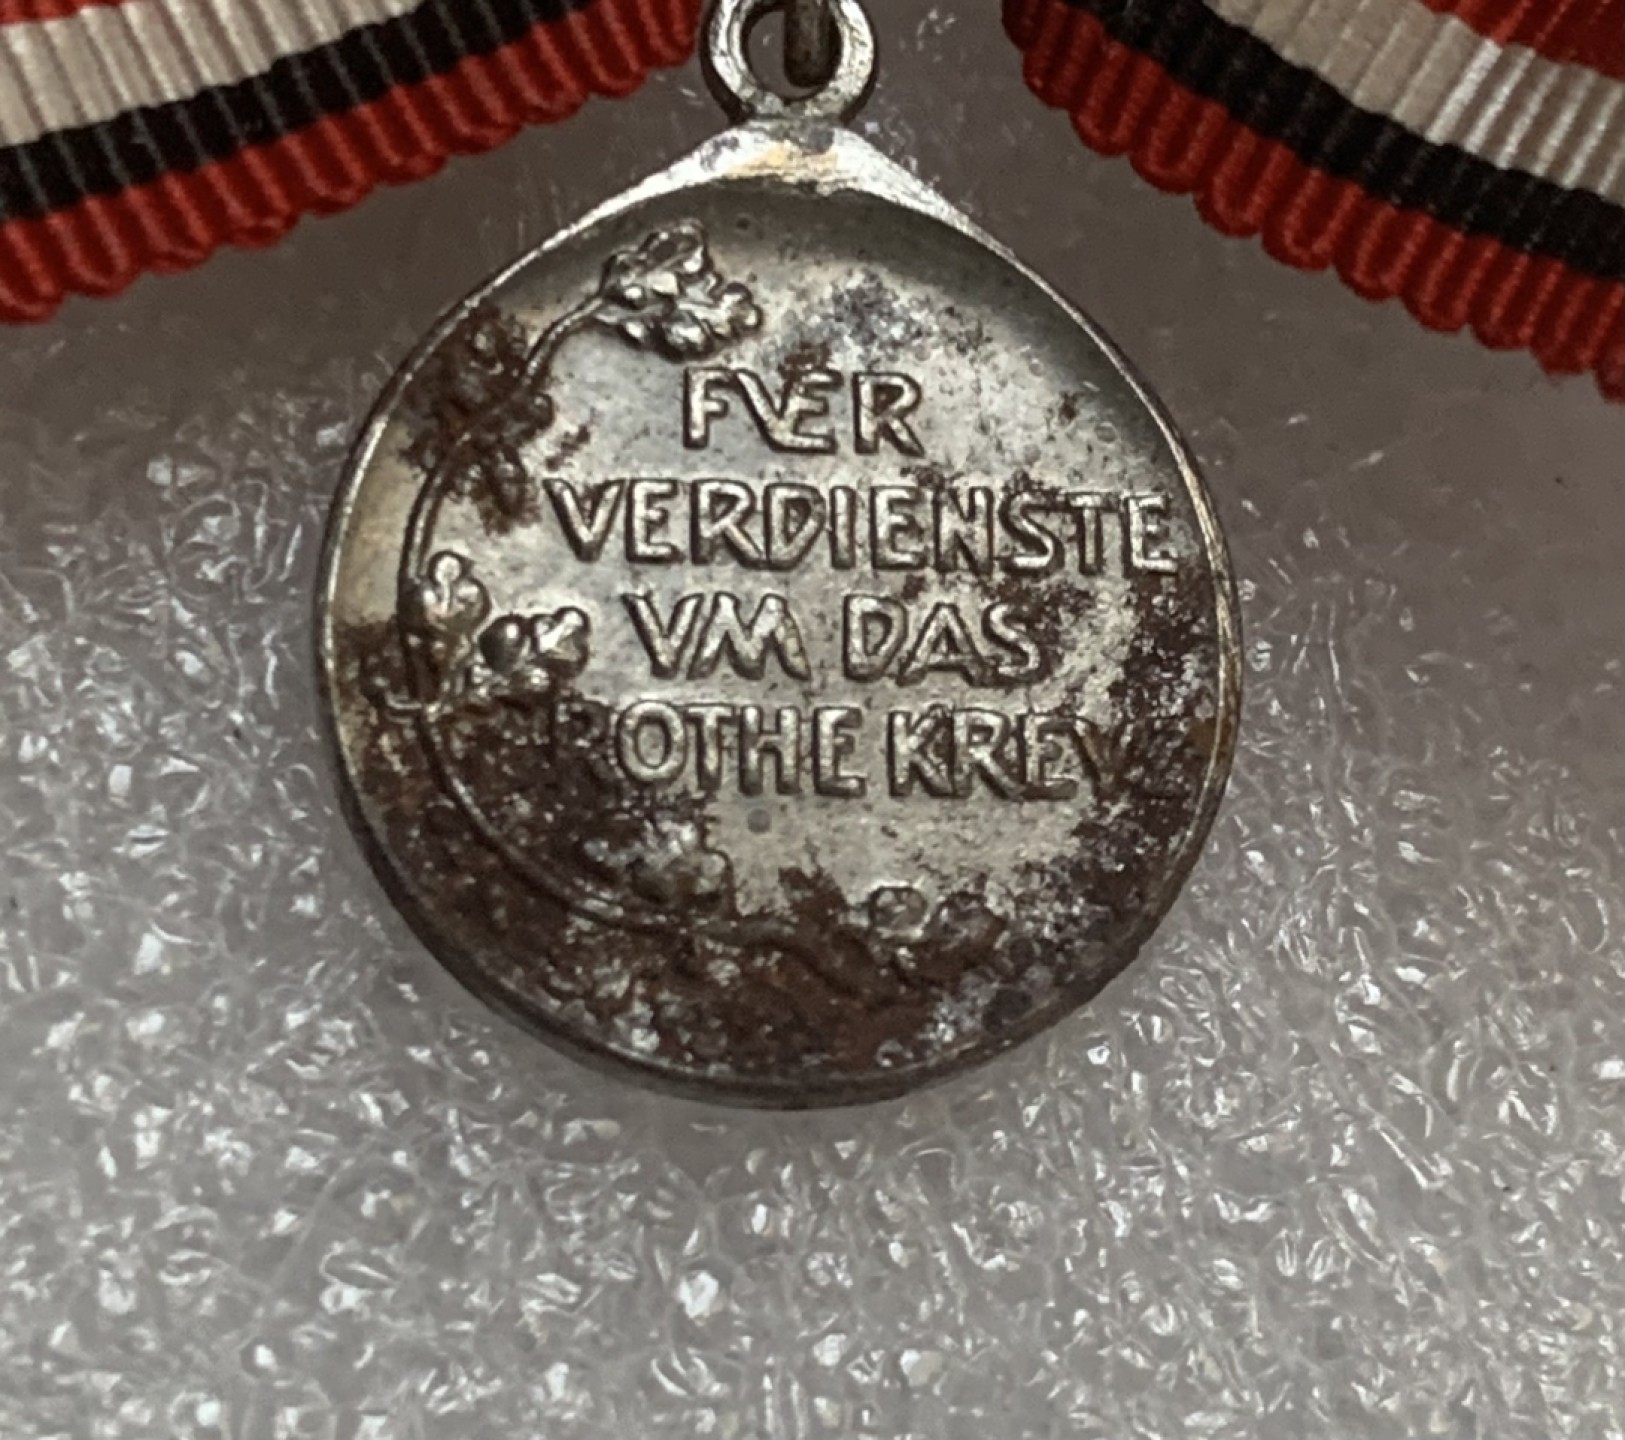 FVER
VERDIENSTE
VM DAS
ROTHE KREVZ